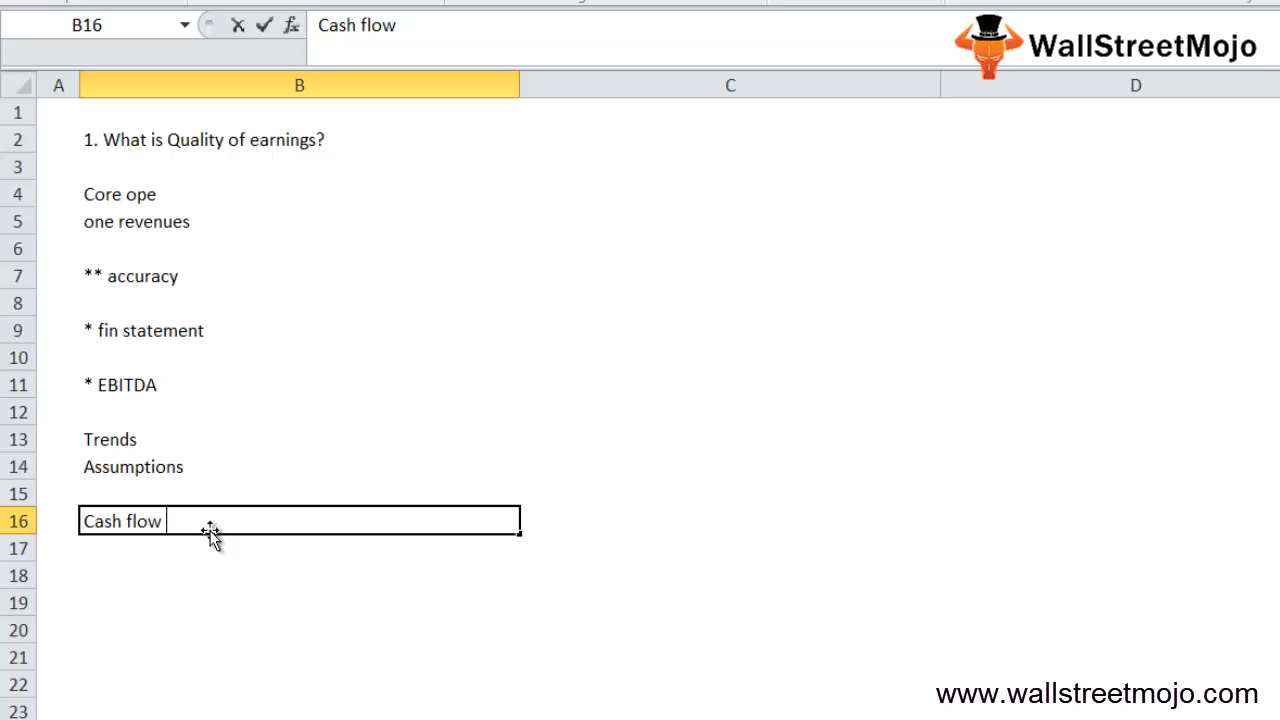 B16 fx Cash flow
WallStreetMojo
A B C D
1
2 1. What is Quality of earnings?
3
4 Core ope
5 one revenues
6
7 ** accuracy
8
9 * fin statement
10
11 * EBITDA
12
13 Trends
14 Assumptions
15
16 Cash flow
17
18
19
20
21
22
www.wallstreetmojo.com
23